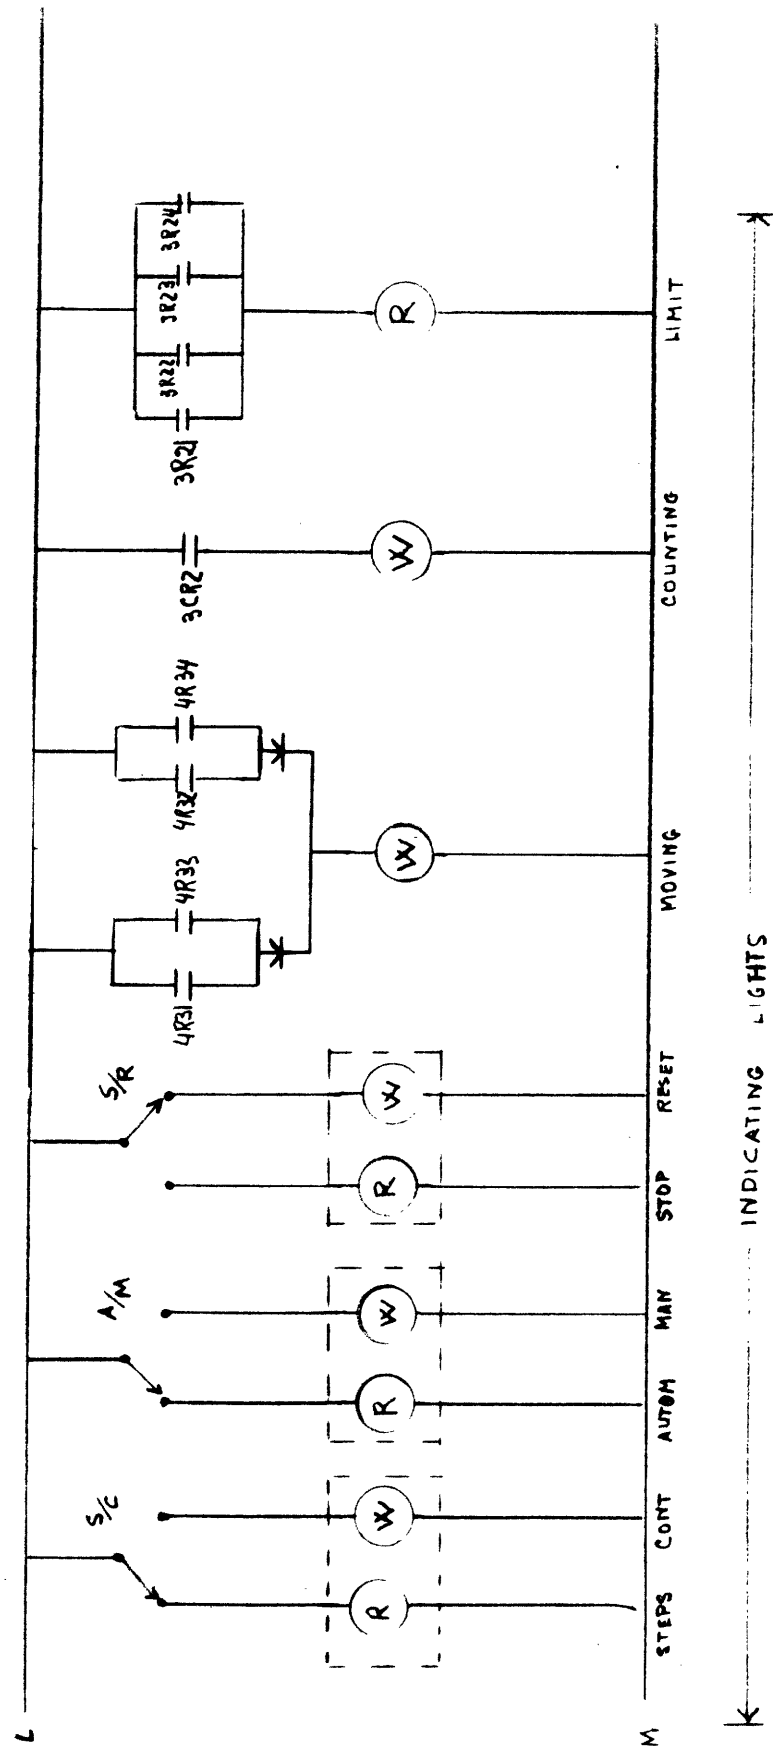 L
S/C
A/M
S/R
4R31
4R33
4R32
4R34
3CR2
3R21
3R22
3R23
3R24
R
W
R
W
R
W
W
W
R
M
STEPS
CONT
AUTOM
MAN
STOP
RESET
MOVING
COUNTING
LIMIT
INDICATING LIGHTS